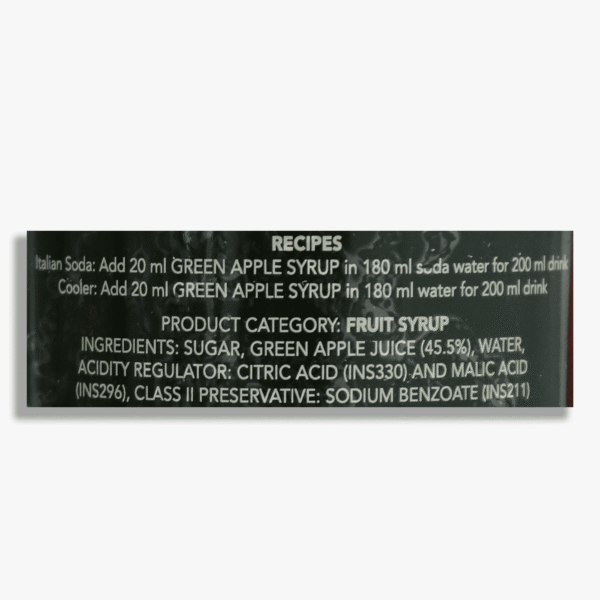 RECIPES
Italian Soda: Add 20 ml GREEN APPLE SYRUP in 180 ml soda water for 200 ml drink
Cooler: Add 20 ml GREEN APPLE SYRUP in 180 ml water for 200 ml drink
PRODUCT CATEGORY: FRUIT SYRUP
INGREDIENTS: SUGAR, GREEN APPLE JUICE (45.5%), WATER,
ACIDITY REGULATOR: CITRIC ACID (INS330) AND MALIC ACID
(INS296), CLASS II PRESERVATIVE: SODIUM BENZOATE (INS211)